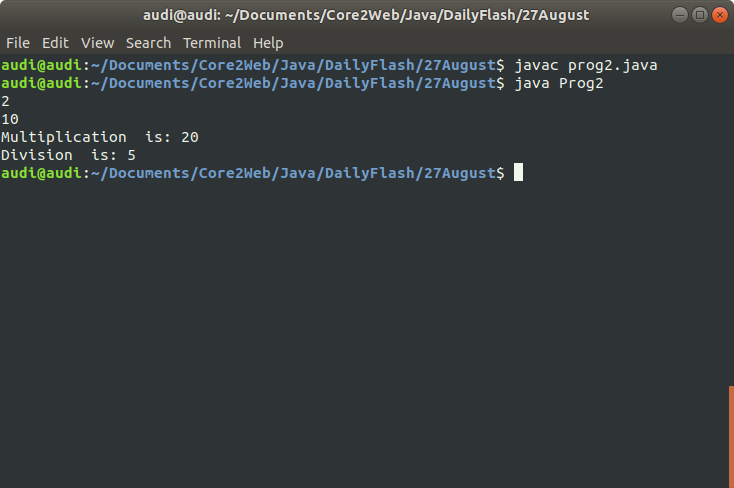 audi@audi: ~/Documents/Core2Web/Java/DailyFlash/27August
File Edit View Search Terminal Help
audi@audi:~/Documents/Core2Web/Java/DailyFlash/27August$ javac prog2.java
audi@audi:~/Documents/Core2Web/Java/DailyFlash/27August$ java Prog2
2
10
Multiplication  is: 20
Division  is: 5
audi@audi:~/Documents/Core2Web/Java/DailyFlash/27August$